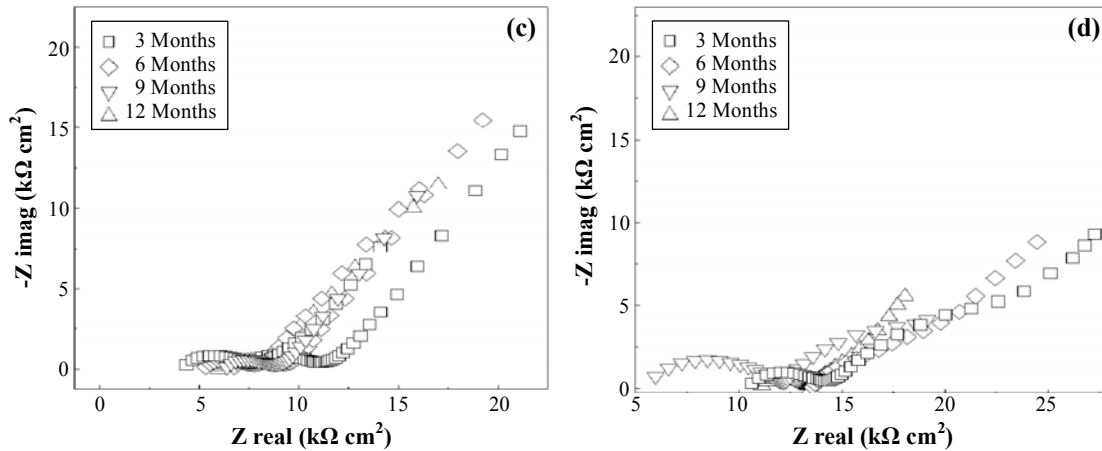 (c)
3 Months
6 Months
9 Months
12 Months
-Z imag (kΩ cm²)
20
15
10
5
0
0 5 10 15 20
Z real (kΩ cm²)
(d)
3 Months
6 Months
9 Months
12 Months
-Z imag (kΩ cm²)
20
15
10
5
0
5 10 15 20 25
Z real (kΩ cm²)